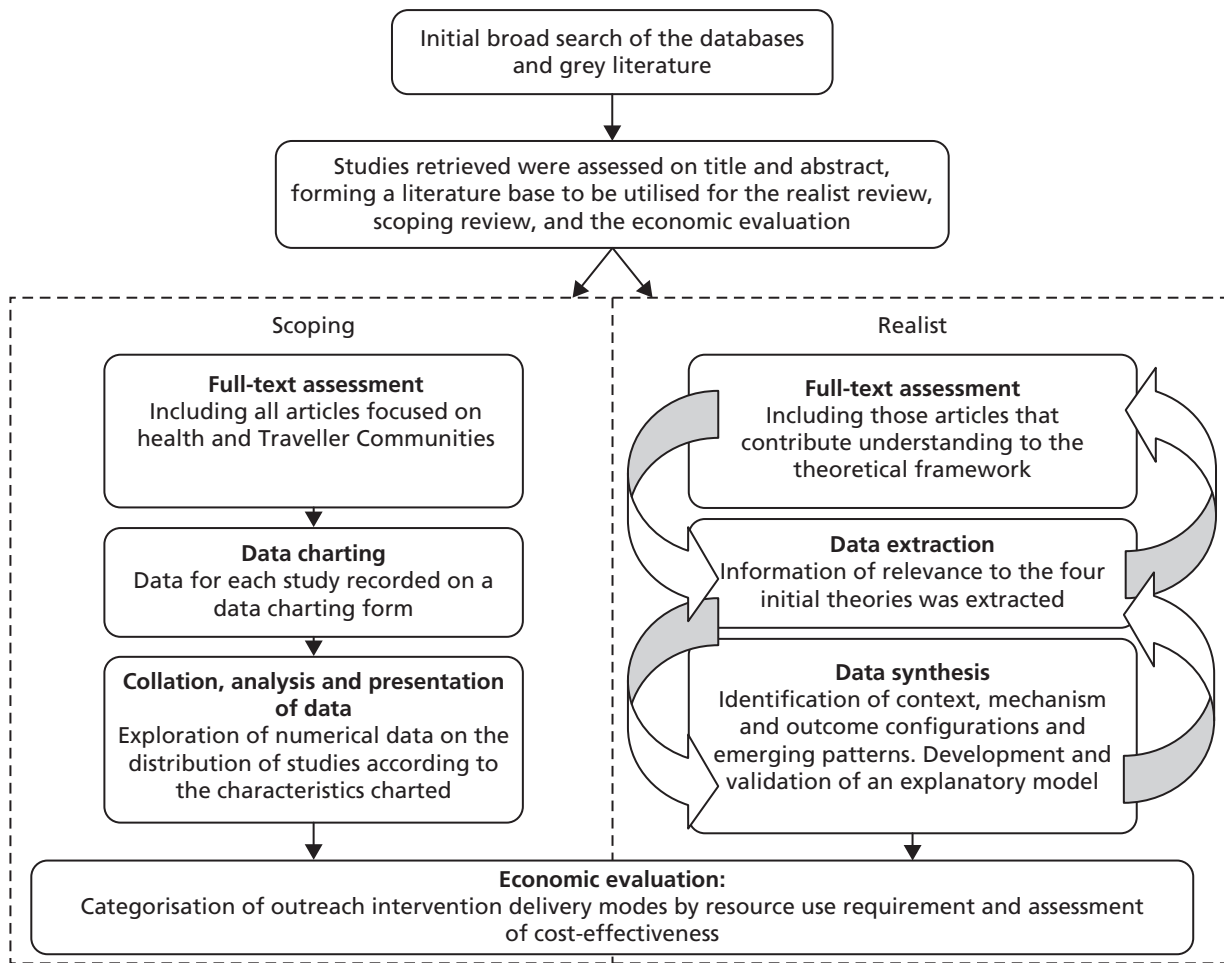 Initial broad search of the databases
and grey literature
Studies retrieved were assessed on title and abstract,
forming a literature base to be utilised for the realist review,
scoping review, and the economic evaluation
Scoping
Full-text assessment
Including all articles focused on
health and Traveller Communities
Data charting
Data for each study recorded on a
data charting form
Collation, analysis and presentation
of data
Exploration of numerical data on the
distribution of studies according to
the characteristics charted
Realist
Full-text assessment
Including those articles that
contribute understanding to the
theoretical framework
Data extraction
Information of relevance to the four
initial theories was extracted
Data synthesis
Identification of context, mechanism
and outcome configurations and
emerging patterns. Development and
validation of an explanatory model
Economic evaluation:
Categorisation of outreach intervention delivery modes by resource use requirement and assessment
of cost-effectiveness